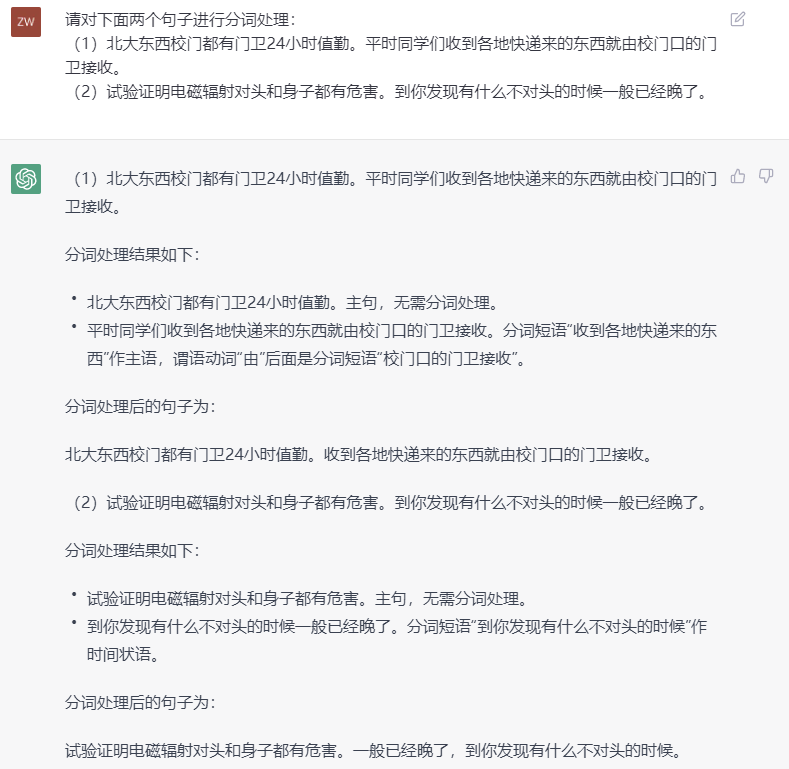 ZW
请对下面两个句子进行分词处理：
（1）北大东西校门都有门卫24小时值勤。平时同学们收到各地快递来的东西就由校门口的门
卫接收。
（2）试验证明电磁辐射对头和身子都有危害。到你发现有什么不对头的时候一般已经晚了。
（1）北大东西校门都有门卫24小时值勤。平时同学们收到各地快递来的东西就由校门口的门
卫接收。
分词处理结果如下：
• 北大东西校门都有门卫24小时值勤。主句，无需分词处理。
• 平时同学们收到各地快递来的东西就由校门口的门卫接收。分词短语“收到各地快递来的东
西”作主语，谓语动词“由”后面是分词短语“校门口的门卫接收”。
分词处理后的句子为：
北大东西校门都有门卫24小时值勤。收到各地快递来的东西就由校门口的门卫接收。
（2）试验证明电磁辐射对头和身子都有危害。到你发现有什么不对头的时候一般已经晚了。
分词处理结果如下：
• 试验证明电磁辐射对头和身子都有危害。主句，无需分词处理。
• 到你发现有什么不对头的时候一般已经晚了。分词短语“到你发现有什么不对头的时候”作
时间状语。
分词处理后的句子为：
试验证明电磁辐射对头和身子都有危害。一般已经晚了，到你发现有什么不对头的时候。